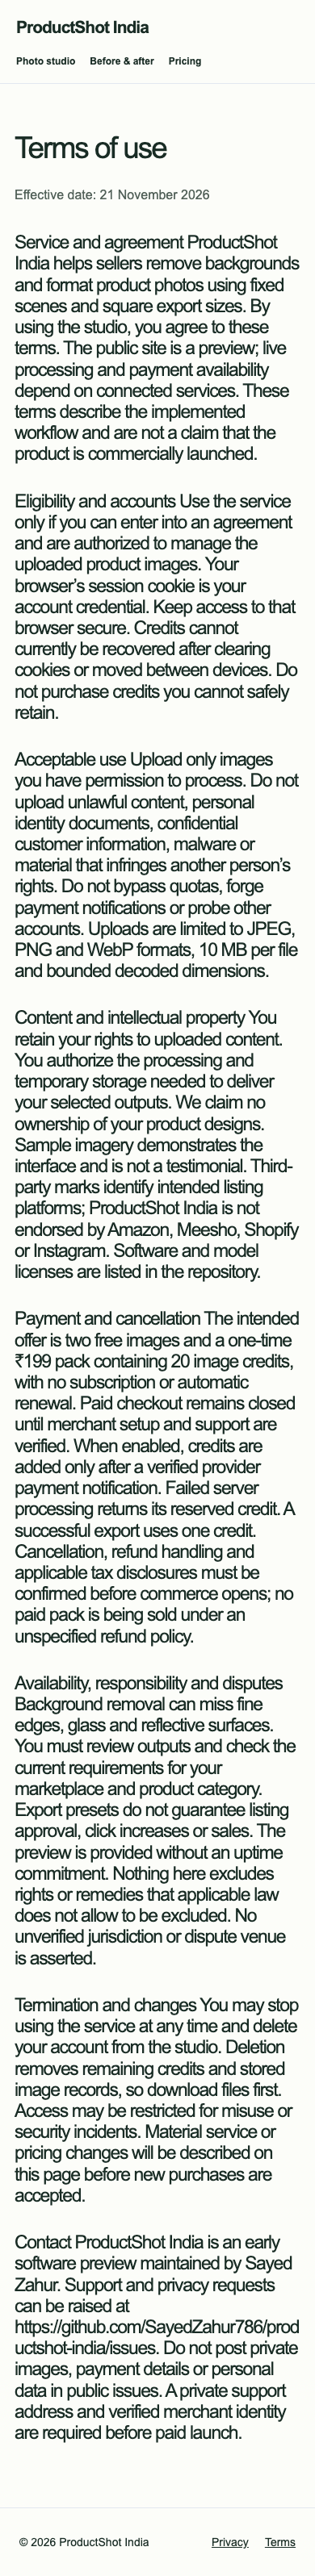 ProductShot India
Photo studio Before & after Pricing
Terms of use
Effective date: 21 November 2026
Service and agreement ProductShot
India helps sellers remove backgrounds
and format product photos using fixed
scenes and square export sizes. By
using the studio, you agree to these
terms. The public site is a preview; live
processing and payment availability
depend on connected services. These
terms describe the implemented
workflow and are not a claim that the
product is commercially launched.
Eligibility and accounts Use the service
only if you can enter into an agreement
and are authorized to manage the
uploaded product images. Your
browser’s session cookie is your
account credential. Keep access to that
browser secure. Credits cannot
currently be recovered after clearing
cookies or moved between devices. Do
not purchase credits you cannot safely
retain.
Acceptable use Upload only images
you have permission to process. Do not
upload unlawful content, personal
identity documents, confidential
customer information, malware or
material that infringes another person’s
rights. Do not bypass quotas, forge
payment notifications or probe other
accounts. Uploads are limited to JPEG,
PNG and WebP formats, 10 MB per file
and bounded decoded dimensions.
Content and intellectual property You
retain your rights to uploaded content.
You authorize the processing and
temporary storage needed to deliver
your selected outputs. We claim no
ownership of your product designs.
Sample imagery demonstrates the
interface and is not a testimonial. Third-
party marks identify intended listing
platforms; ProductShot India is not
endorsed by Amazon, Meesho, Shopify
or Instagram. Software and model
licenses are listed in the repository.
Payment and cancellation The intended
offer is two free images and a one-time
₹199 pack containing 20 image credits,
with no subscription or automatic
renewal. Paid checkout remains closed
until merchant setup and support are
verified. When enabled, credits are
added only after a verified provider
payment notification. Failed server
processing returns its reserved credit. A
successful export uses one credit.
Cancellation, refund handling and
applicable tax disclosures must be
confirmed before commerce opens; no
paid pack is being sold under an
unspecified refund policy.
Availability, responsibility and disputes
Background removal can miss fine
edges, glass and reflective surfaces.
You must review outputs and check the
current requirements for your
marketplace and product category.
Export presets do not guarantee listing
approval, click increases or sales. The
preview is provided without an uptime
commitment. Nothing here excludes
rights or remedies that applicable law
does not allow to be excluded. No
unverified jurisdiction or dispute venue
is asserted.
Termination and changes You may stop
using the service at any time and delete
your account from the studio. Deletion
removes remaining credits and stored
image records, so download files first.
Access may be restricted for misuse or
security incidents. Material service or
pricing changes will be described on
this page before new purchases are
accepted.
Contact ProductShot India is an early
software preview maintained by Sayed
Zahur. Support and privacy requests
can be raised at
https://github.com/SayedZahur786/prod
uctshot-india/issues. Do not post private
images, payment details or personal
data in public issues. A private support
address and verified merchant identity
are required before paid launch.
© 2026 ProductShot India Privacy Terms